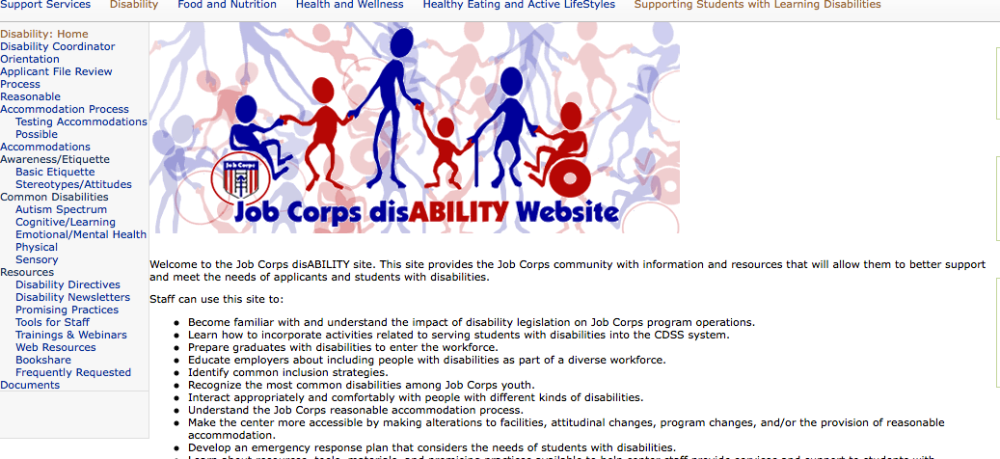 Support Services Disability Food and Nutrition Health and Wellness Healthy Eating and Active LifeStyles Supporting Students with Learning Disabilities
Disability: Home
Disability Coordinator
Orientation
Applicant File Review
Process
Reasonable
Accommodation Process
Testing Accommodations
Possible
Accommodations
Awareness/Etiquette
Basic Etiquette
Stereotypes/Attitudes
Common Disabilities
Autism Spectrum
Cognitive/Learning
Emotional/Mental Health
Physical
Sensory
Resources
Disability Directives
Disability Newsletters
Promising Practices
Tools for Staff
Trainings & Webinars
Web Resources
Bookshare
Frequently Requested
Documents
Job Corps
Job Corps disABILITY Website
Welcome to the Job Corps disABILITY site. This site provides the Job Corps community with information and resources that will allow them to better support
and meet the needs of applicants and students with disabilities.
Staff can use this site to:
Become familiar with and understand the impact of disability legislation on Job Corps program operations.
Learn how to incorporate activities related to serving students with disabilities into the CDSS system.
Prepare graduates with disabilities to enter the workforce.
Educate employers about including people with disabilities as part of a diverse workforce.
Identify common inclusion strategies.
Recognize the most common disabilities among Job Corps youth.
Interact appropriately and comfortably with people with different kinds of disabilities.
Understand the Job Corps reasonable accommodation process.
Make the center more accessible by making alterations to facilities, attitudinal changes, program changes, and/or the provision of reasonable
accommodation.
Develop an emergency response plan that considers the needs of students with disabilities.